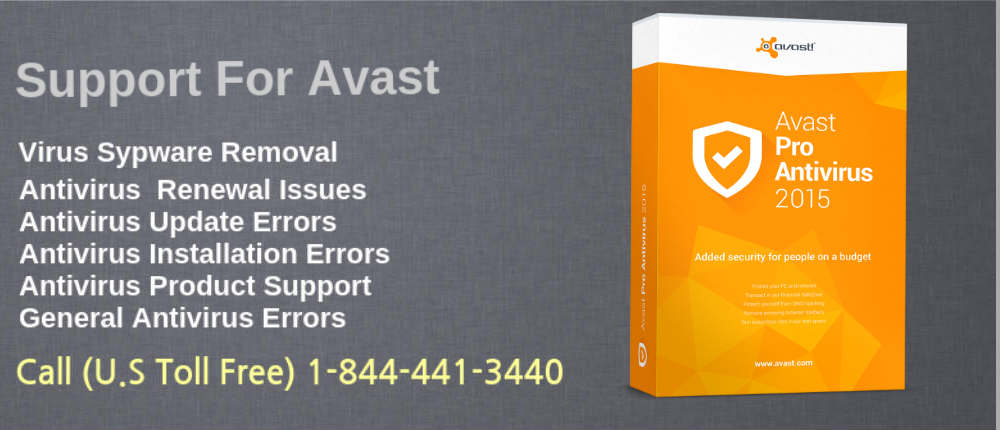 Support For Avast
Virus Sypware Removal
Antivirus  Renewal Issues
Antivirus Update Errors
Antivirus Installation Errors
Antivirus Product Support
General Antivirus Errors
Call (U.S Toll Free) 1-844-441-3440
avast!
Avast
Pro
Antivirus
2015
Added security for people on a budget
www.avast.com
Avast Pro Antivirus 2015